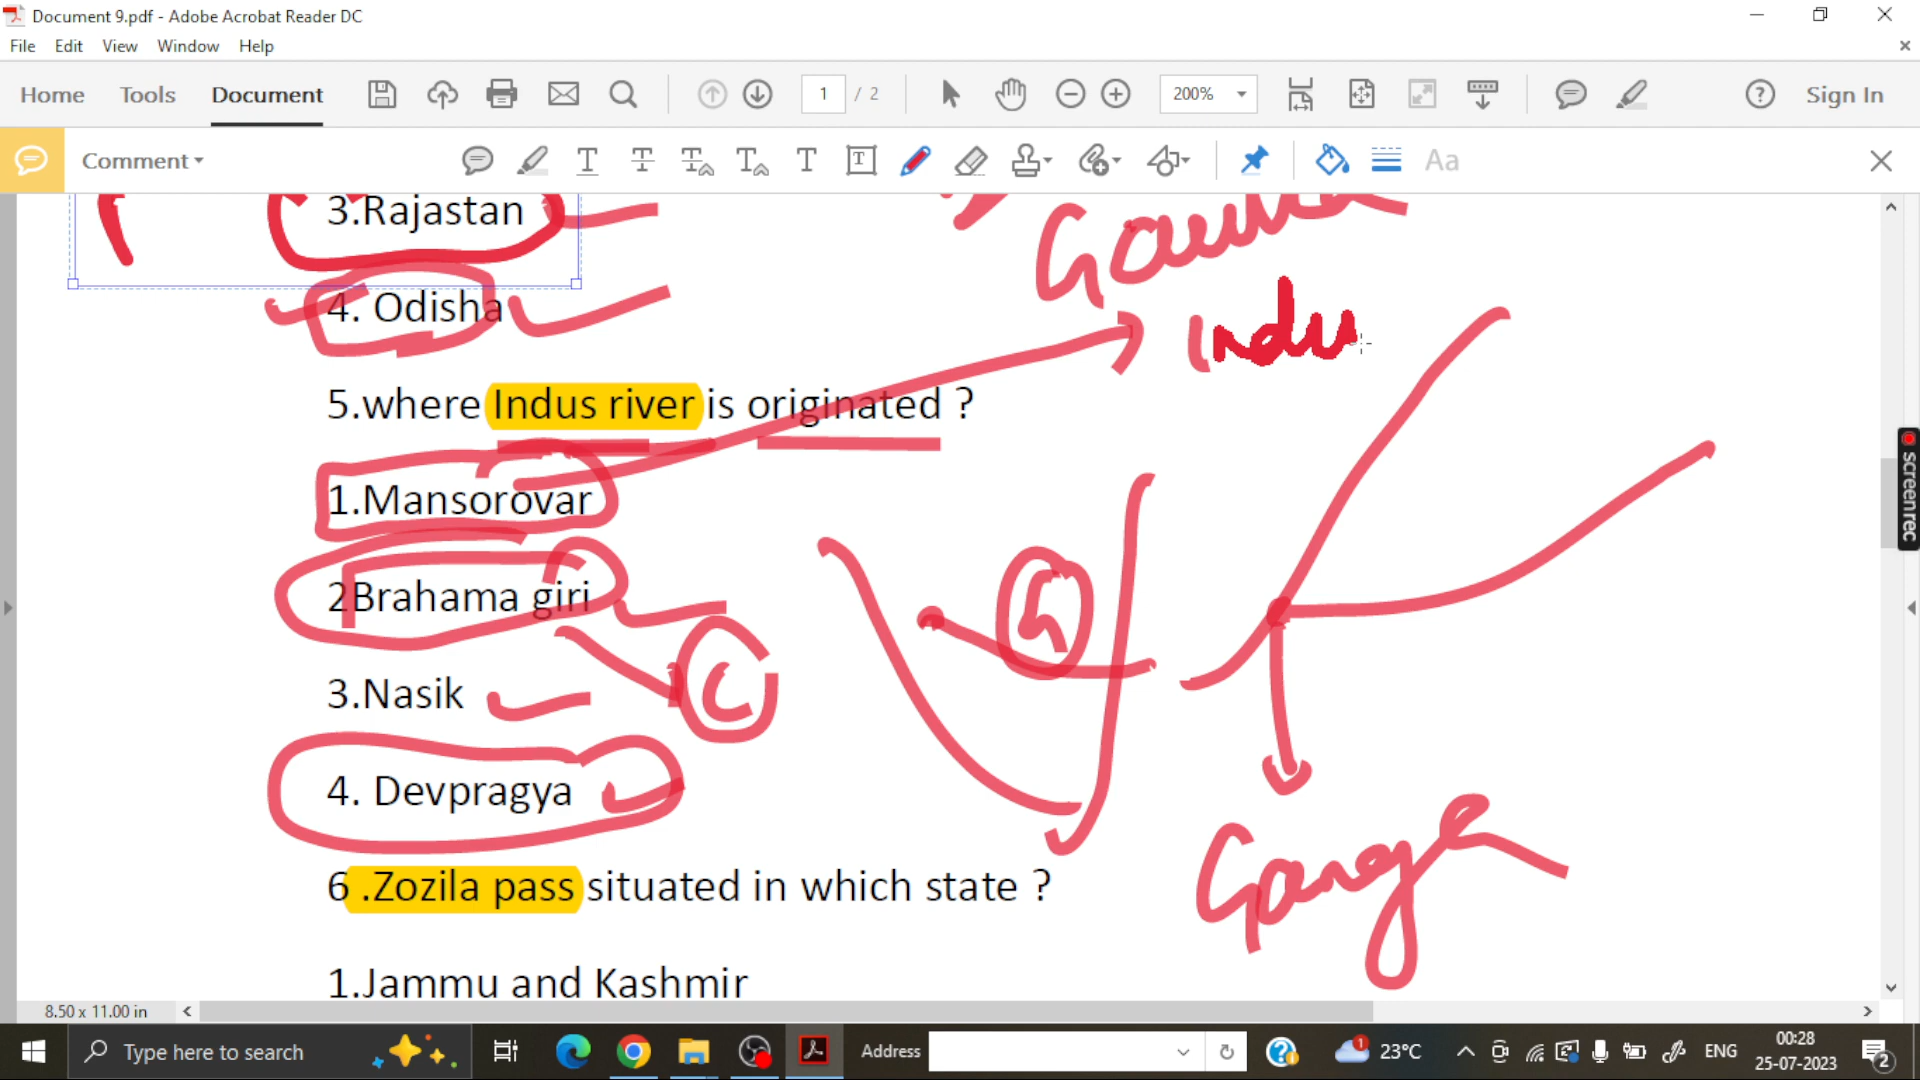 Document 9.pdf - Adobe Acrobat Reader DC
File Edit View Window Help
Home Tools Document 1 / 2 200% Sign In
Comment Aa
3.Rajastan
4. Odisha
Indu
5.where Indus river is originated ?
1.Mansorovar
2Brahama giri
G
3.Nasik
C
4. Devpragya
Ganga
6 .Zozila pass situated in which state ?
1.Jammu and Kashmir
screenrec
8.50 x 11.00 in
Type here to search Address 23°C ENG 00:28
25-07-2023 2